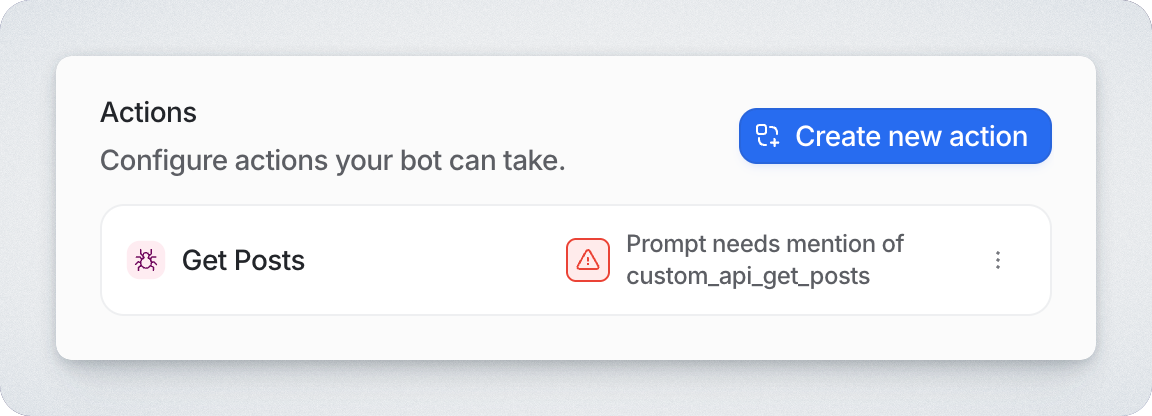 Actions
Configure actions your bot can take.
Create new action
Get Posts
Prompt needs mention of
custom_api_get_posts